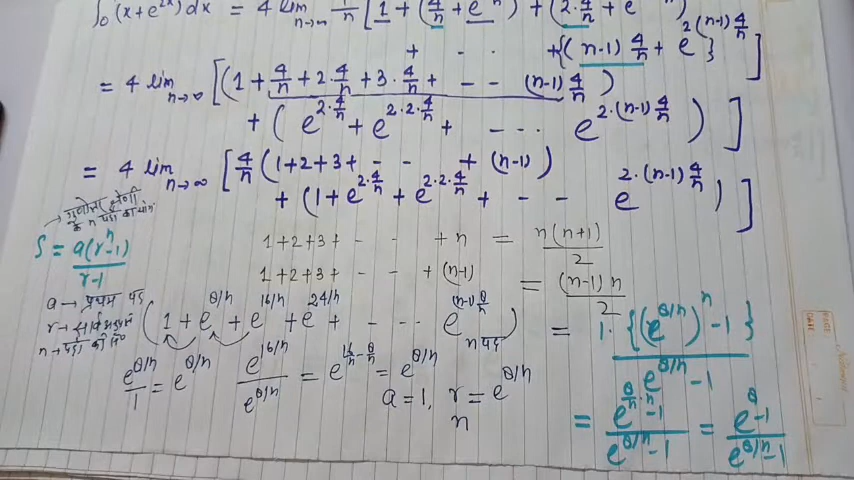 ∫₀ (x+e^{2x})dx = 4 lim_{n→∞} 1/n [1 + (4/n + e^{2·4/n}) + (2·4/n + e
+ - - - +{(n-1) 4/n + e^{2(n-1)4/n}}]
= 4 lim_{n→∞} [(1 + 4/n + 2·4/n + 3·4/n + - - - (n-1) 4/n)
+ (e^{2·4/n} + e^{2·2·4/n} + - - - - e^{2·(n-1)4/n})]
= 4 lim_{n→∞} [4/n (1+2+3+ - - + (n-1))
+ (1 + e^{2·4/n} + e^{2·2·4/n} + - - e^{2·(n-1)4/n})]
→ गुणोत्तर श्रेणी
के n पदों का योग
S = a(r^n-1)/(r-1)
1+2+3+ - - +n = n(n+1)/2
1+2+3+ - - +(n-1) = (n-1)n/2
a → प्रथम पद
r → सार्वअनुपात
n → पदों की सं०
(1 + e^{8/n} + e^{16/n} + e^{24/n} + - - - e^{(n-1)8/n}) = 1·{(e^{8/n})^n - 1}/(e^{8/n} - 1)
n पद
e^{8/n}/1 = e^{8/n} e^{16/n}/e^{8/n} = e^{16/n - 8/n} = e^{8/n}
a = 1, r = e^{8/n}
n
= (e^{8/n·n} - 1)/(e^{8/n} - 1) = (e^8 - 1)/(e^{8/n} - 1)